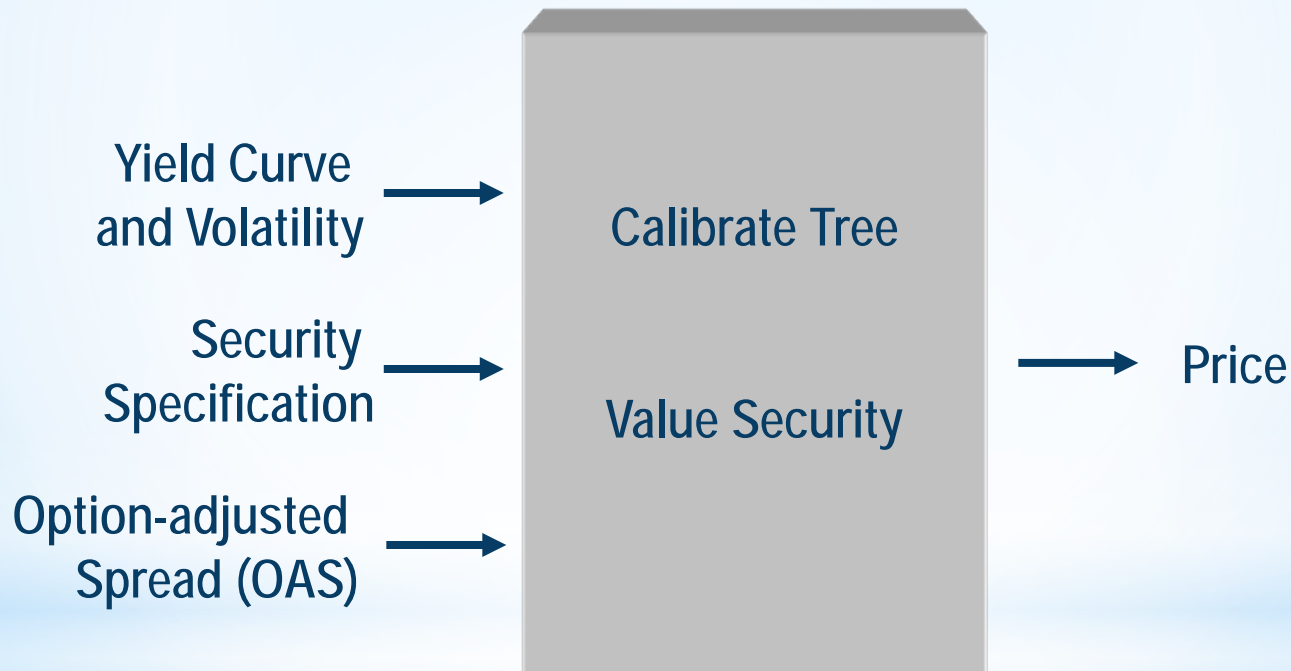 Yield Curve
and Volatility
Security
Specification
Option-adjusted
Spread (OAS)
Calibrate Tree
Value Security
Price